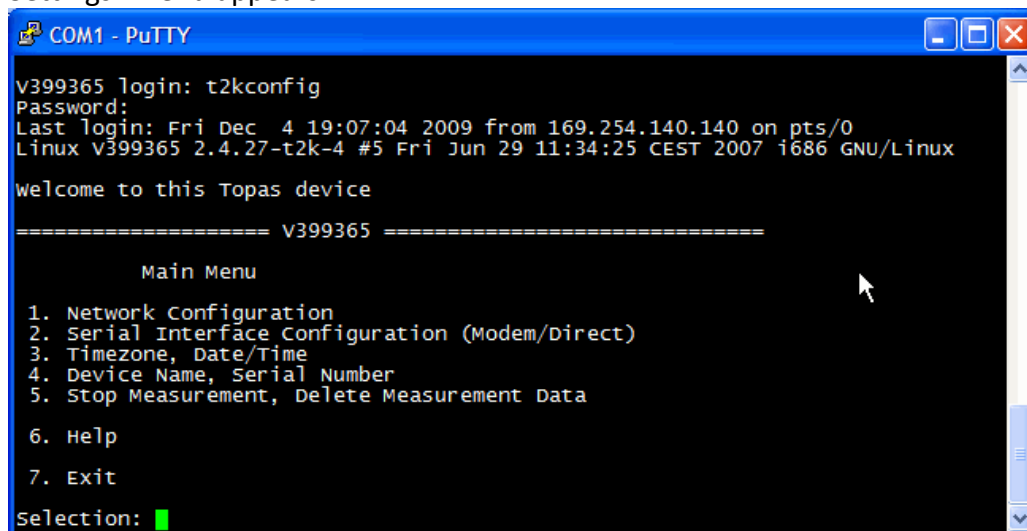 COM1 - PuTTY
V399365 login: t2kconfig
Password:
Last login: Fri Dec  4 19:07:04 2009 from 169.254.140.140 on pts/0
Linux V399365 2.4.27-t2k-4 #5 Fri Jun 29 11:34:25 CEST 2007 i686 GNU/Linux
Welcome to this Topas device
==================== V399365 ==============================
Main Menu
1. Network Configuration
2. Serial Interface Configuration (Modem/Direct)
3. Timezone, Date/Time
4. Device Name, Serial Number
5. Stop Measurement, Delete Measurement Data
6. Help
7. Exit
Selection: